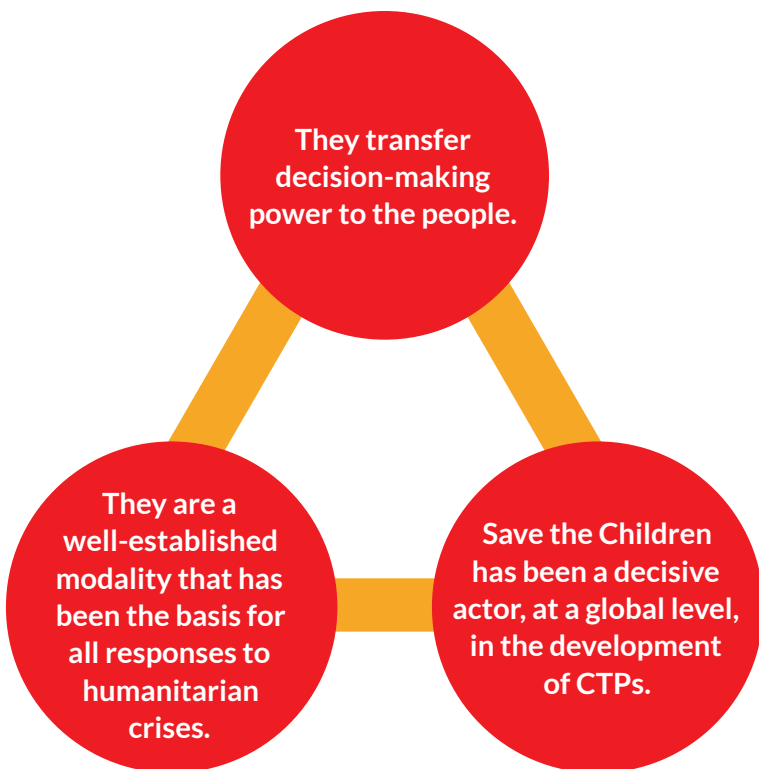 They transfer
decision-making
power to the people.
They are a
well-established
modality that has
been the basis for
all responses to
humanitarian
crises.
Save the Children
has been a decisive
actor, at a global level,
in the development
of CTPs.